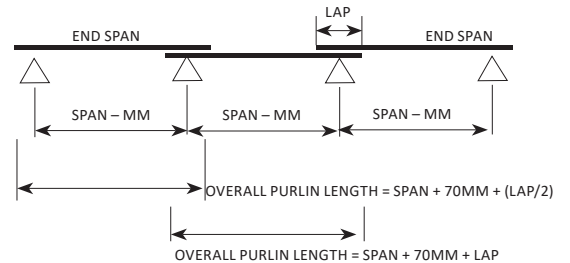 LAP
END SPAN
END SPAN
SPAN – MM
SPAN – MM
SPAN – MM
OVERALL PURLIN LENGTH = SPAN + 70MM + (LAP/2)
OVERALL PURLIN LENGTH = SPAN + 70MM + LAP